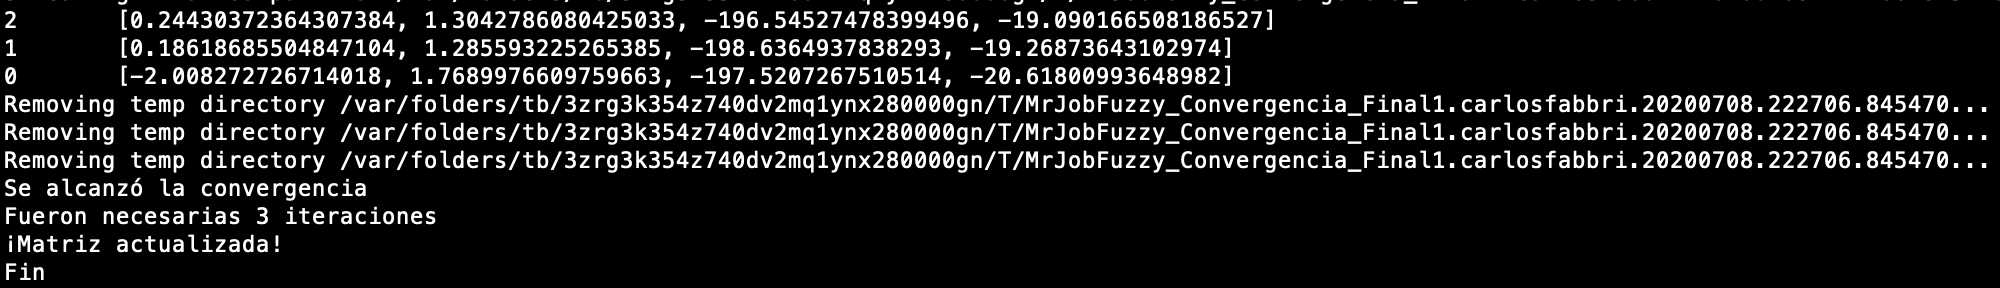 2 [0.24430372364307384, 1.3042786080425033, -196.54527478399496, -19.090166508186527]
1 [0.18618685504847104, 1.285593225265385, -198.6364937838293, -19.26873643102974]
0 [-2.008272726714018, 1.7689976609759663, -197.5207267510514, -20.61800993648982]
Removing temp directory /var/folders/tb/3zrg3k354z740dv2mq1ynx280000gn/T/MrJobFuzzy_Convergencia_Final1.carlosfabbri.20200708.222706.845470...
Removing temp directory /var/folders/tb/3zrg3k354z740dv2mq1ynx280000gn/T/MrJobFuzzy_Convergencia_Final1.carlosfabbri.20200708.222706.845470...
Removing temp directory /var/folders/tb/3zrg3k354z740dv2mq1ynx280000gn/T/MrJobFuzzy_Convergencia_Final1.carlosfabbri.20200708.222706.845470...
Se alcanzó la convergencia
Fueron necesarias 3 iteraciones
¡Matriz actualizada!
Fin